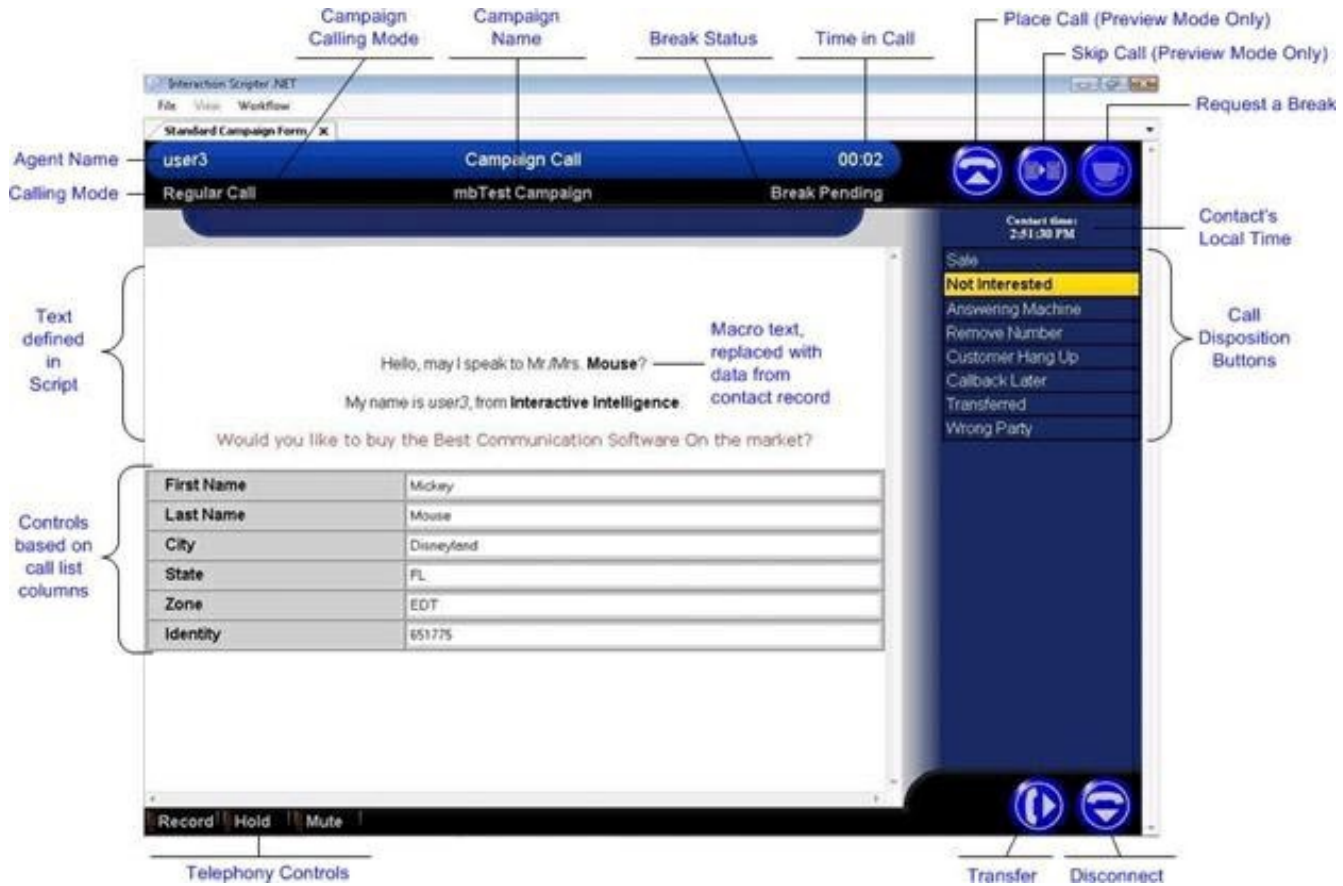 Campaign Calling Mode
Campaign Name
Break Status
Time in Call
Place Call (Preview Mode Only)
Skip Call (Preview Mode Only)
Request a Break
Interaction Scripter .NET
File View Workflow
Standard Campaign Form x
Agent Name
user3
Campaign Call
00:02
Calling Mode
Regular Call
mbTest Campaign
Break Pending
Contact time:
2:51:30 PM
Contact's
Local Time
Sale
Not Interested
Answering Machine
Remove Number
Customer Hang Up
Callback Later
Transferred
Wrong Party
Call
Disposition
Buttons
Text
defined
in
Script
Hello, may I speak to Mr./Mrs. Mouse?
My name is user3, from Interactive Intelligence.
Would you like to buy the Best Communication Software On the market?
Macro text,
replaced with
data from
contact record
Controls
based on
call list
columns
First Name Mickey
Last Name Mouse
City Disneyland
State FL
Zone EDT
Identity 651775
Record Hold Mute
Telephony Controls
Transfer
Disconnect